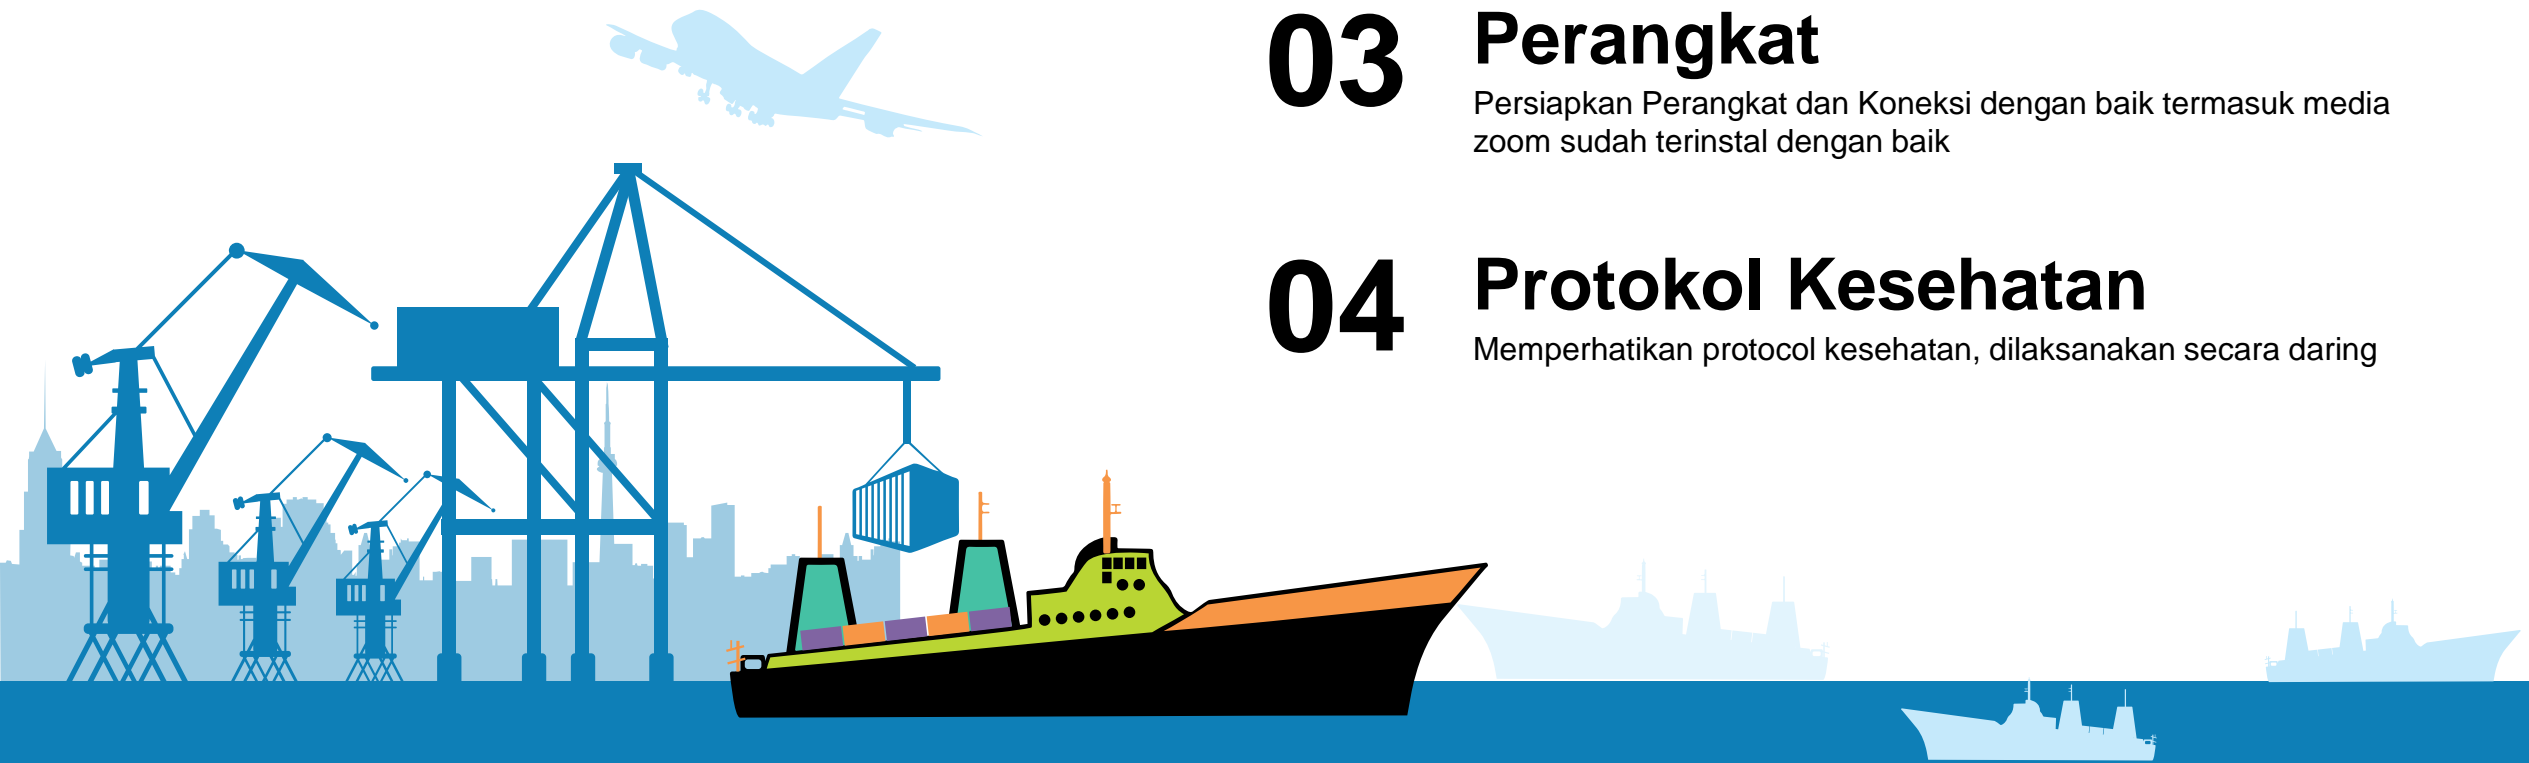 03
Perangkat
Persiapkan Perangkat dan Koneksi dengan baik termasuk media
zoom sudah terinstal dengan baik
04
Protokol Kesehatan
Memperhatikan protocol kesehatan, dilaksanakan secara daring